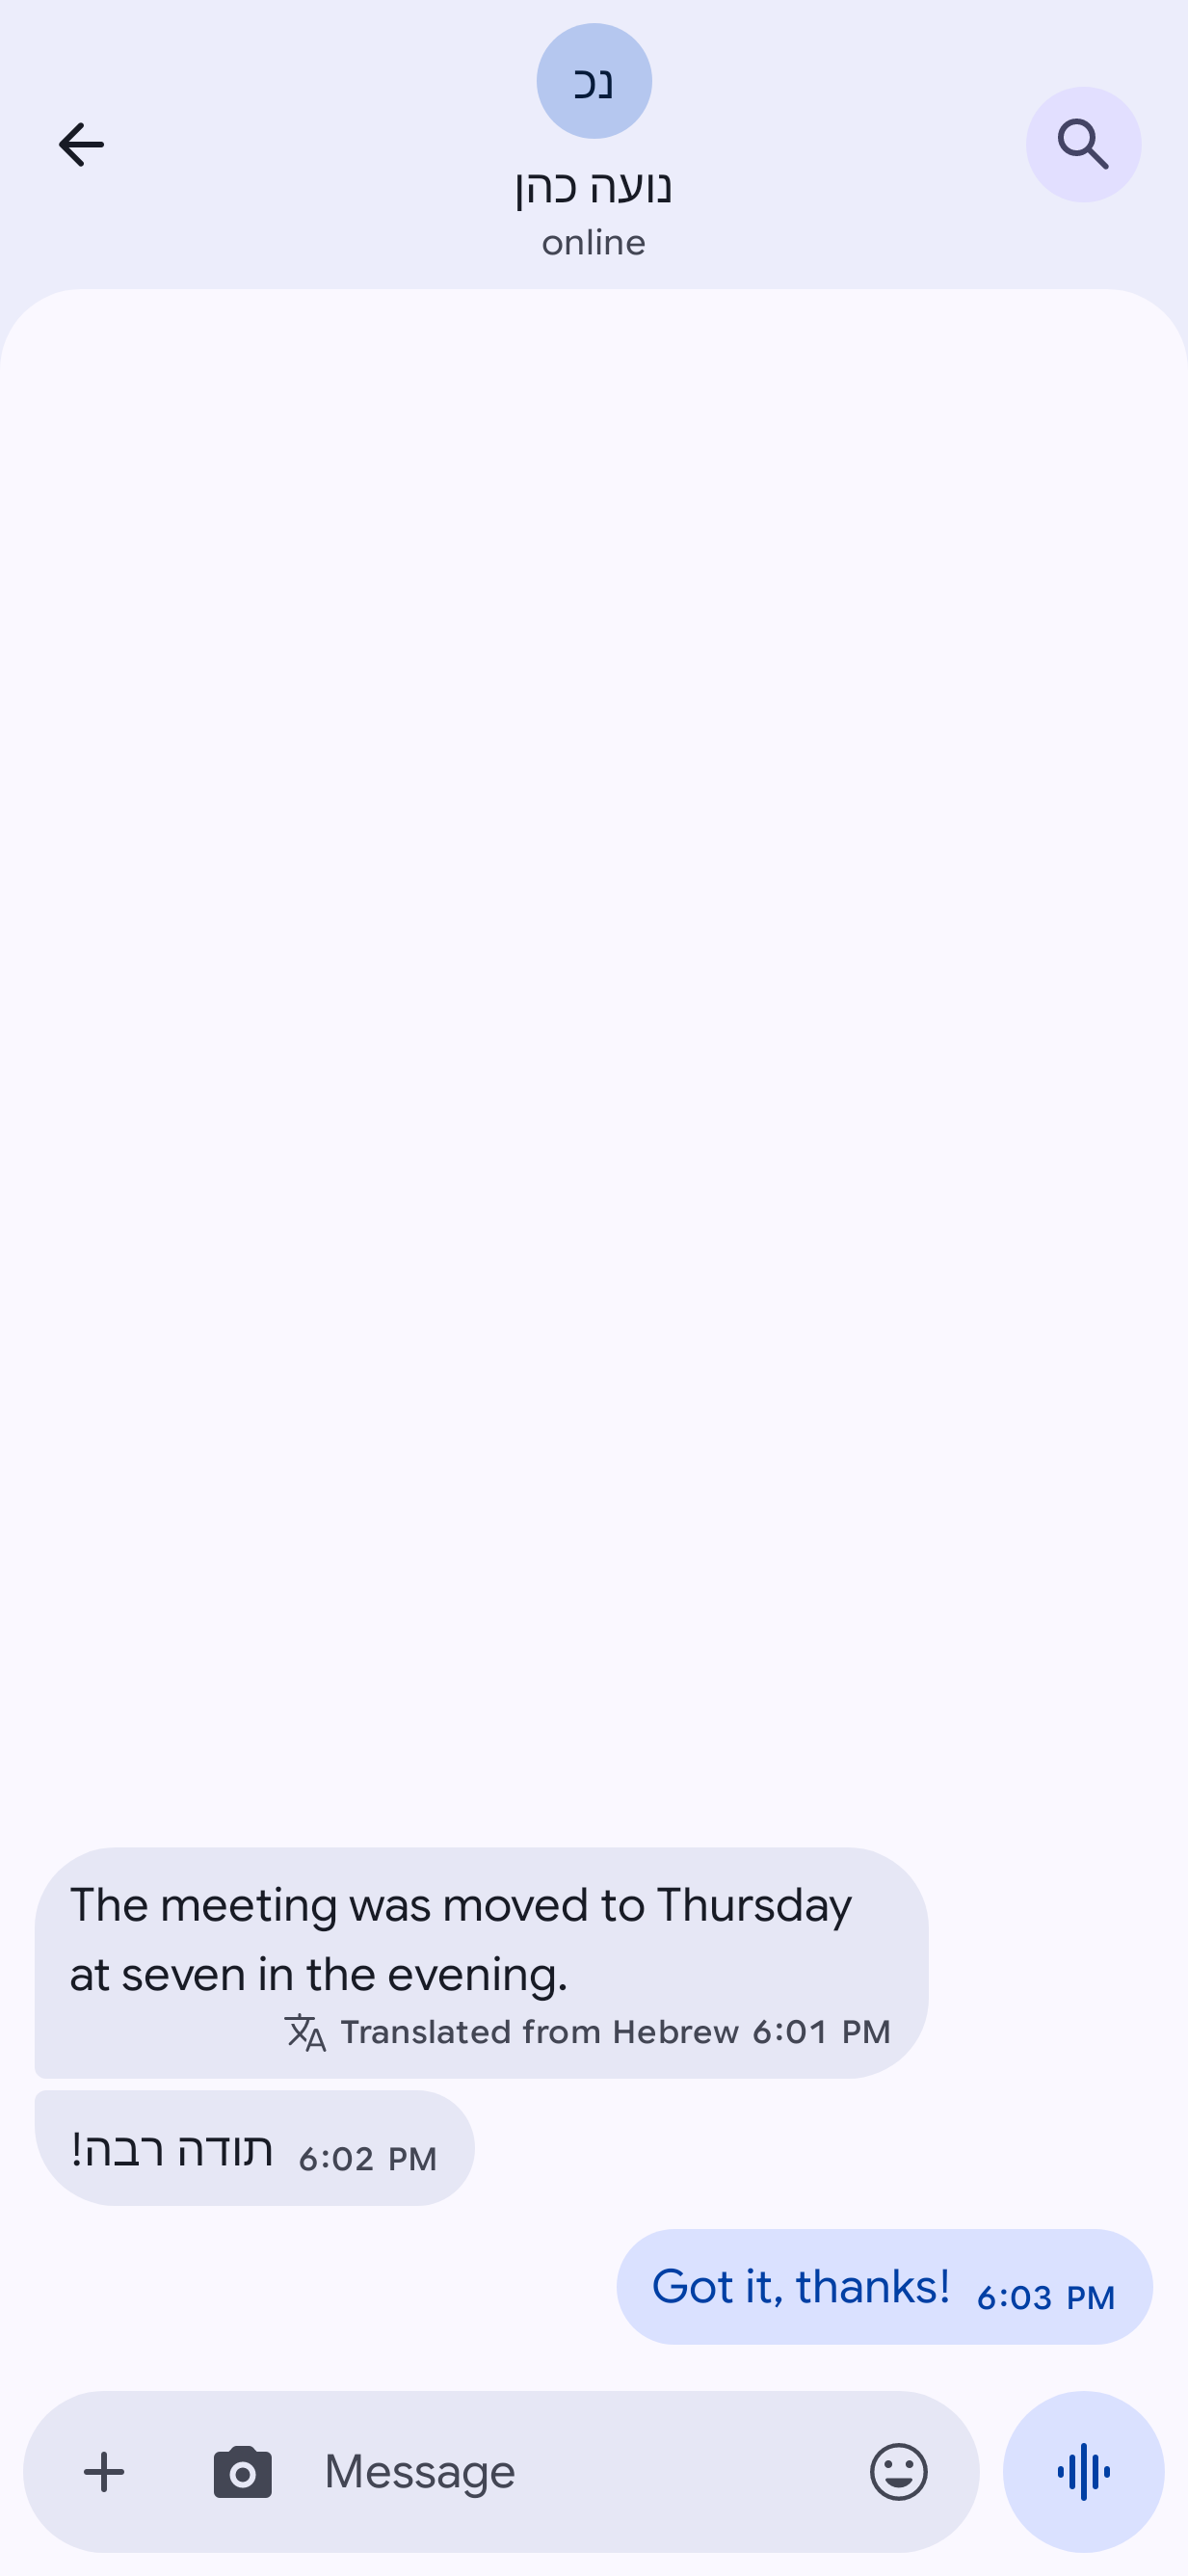 נכ
נועה כהן
online
The meeting was moved to Thursday
at seven in the evening.
Translated from Hebrew 6:01 PM
תודה רבה! 6:02 PM
Got it, thanks! 6:03 PM
Message